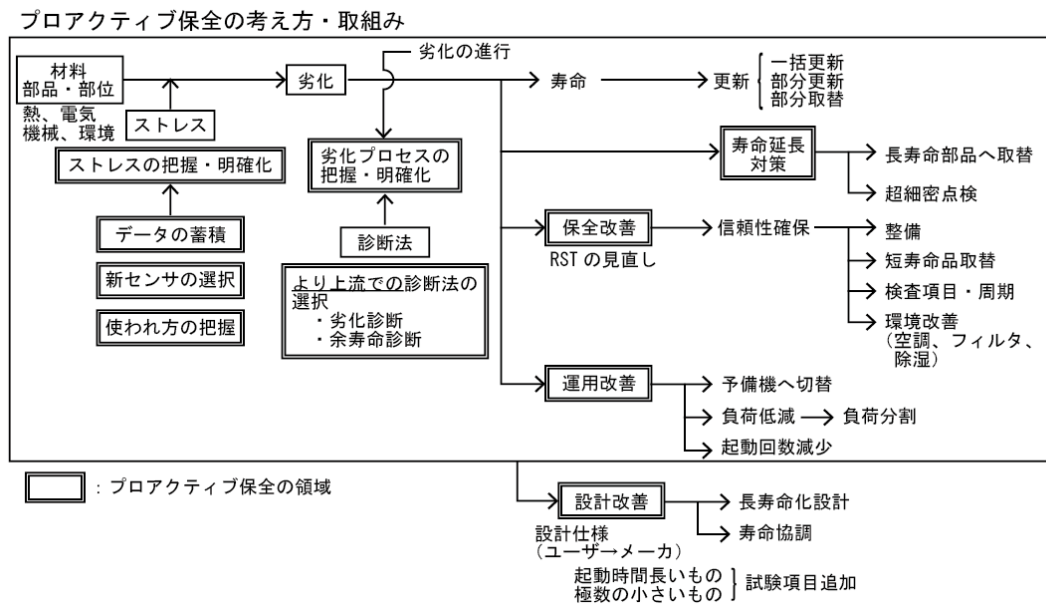 プロアクティブ保全の考え方・取組み
劣化の進行
材料
部品・部位
劣化
寿命
更新
一括更新
部分更新
部分取替
熱、電気
機械、環境
ストレス
ストレスの把握・明確化
劣化プロセスの
把握・明確化
寿命延長
対策
長寿命部品へ取替
超細密点検
データの蓄積
診断法
保全改善
RSTの見直し
信頼性確保
整備
短寿命品取替
検査項目・周期
環境改善
(空調、フィルタ、
除湿)
新センサの選択
より上流での診断法の
選択
・劣化診断
・余寿命診断
使われ方の把握
運用改善
予備機へ切替
負荷低減
負荷分割
起動回数減少
：プロアクティブ保全の領域
設計改善
長寿命化設計
寿命協調
設計仕様
(ユーザ→メーカ)
起動時間長いもの
極数の小さいもの
試験項目追加